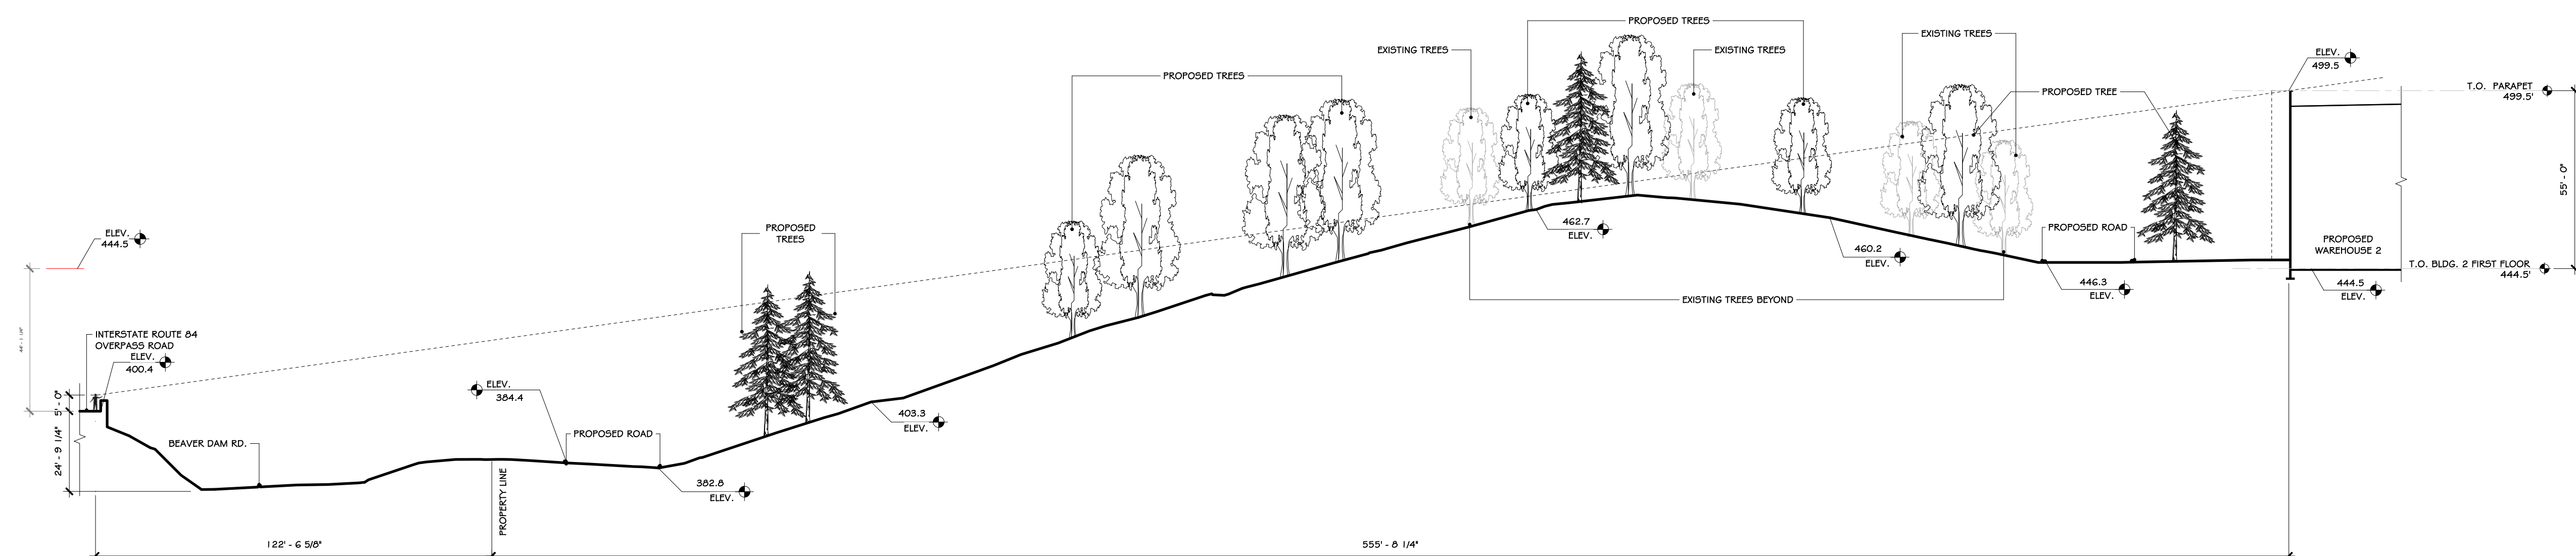 PROPOSED TREES
EXISTING TREES
EXISTING TREES
EXISTING TREES
PROPOSED TREES
PROPOSED TREE
ELEV.
499.5
T.O. PARAPET
499.5'
55' - 0"
ELEV.
444.5
PROPOSED
TREES
462.7
ELEV.
460.2
ELEV.
PROPOSED ROAD
PROPOSED
WAREHOUSE 2
T.O. BLDG. 2 FIRST FLOOR
444.5'
446.3
ELEV.
444.5
ELEV.
EXISTING TREES BEYOND
44' - 1 1/4"
INTERSTATE ROUTE 84
OVERPASS ROAD
ELEV.
400.4
5' - 0"
24' - 9 1/4"
BEAVER DAM RD.
ELEV.
384.4
PROPOSED ROAD
403.3
ELEV.
382.8
ELEV.
PROPERTY LINE
122' - 6 5/8"
555' - 8 1/4"